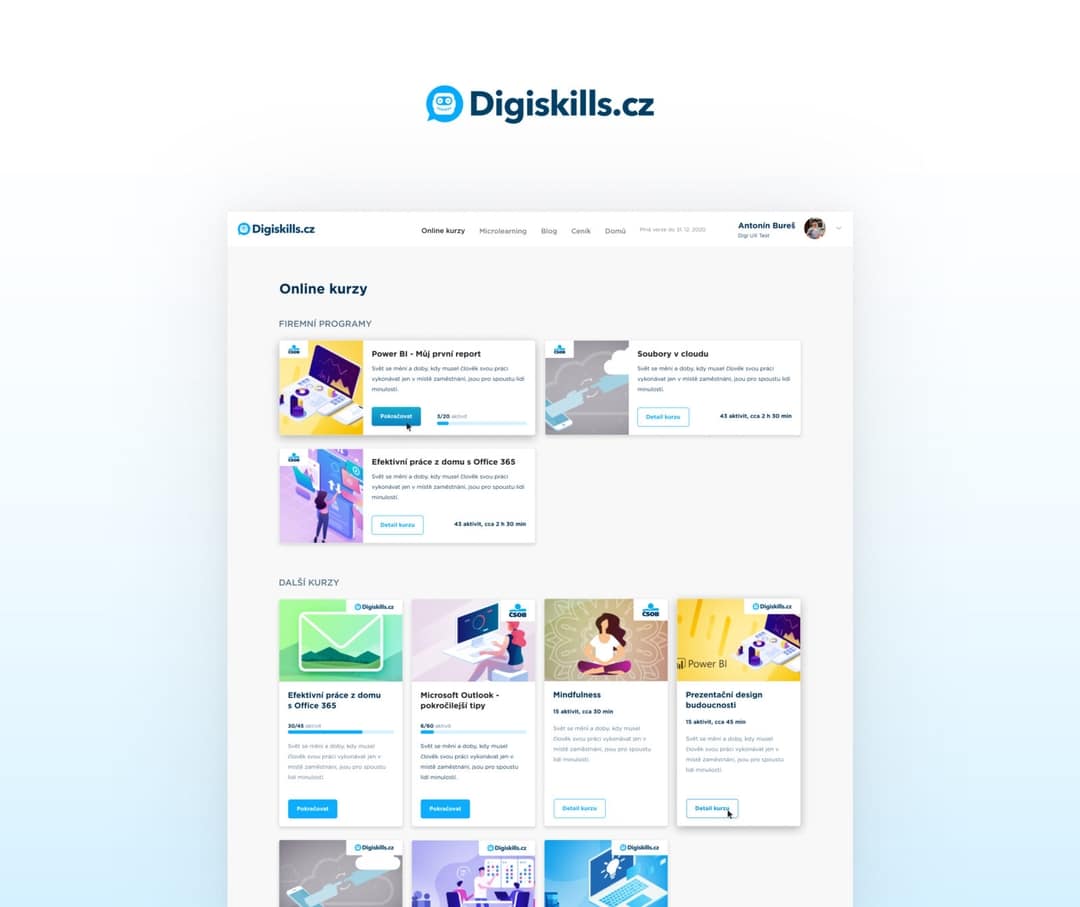 Digiskills.cz
Digiskills.cz
Online kurzy Microlearning Blog Ceník Domů Plná verze do 31. 12. 2020
Antonín Bureš
Digi UX Test
Online kurzy
FIREMNÍ PROGRAMY
ČSOB
Power BI - Můj první report
Svět se mění a doby, kdy musel člověk svou práci
vykonávat jen v místě zaměstnání, jsou pro spoustu lidí
minulostí.
Pokračovat
3/20 aktivit
ČSOB
Soubory v cloudu
Svět se mění a doby, kdy musel člověk svou práci
vykonávat jen v místě zaměstnání, jsou pro spoustu lidí
minulostí.
Detail kurzu
43 aktivit, cca 2 h 30 min
ČSOB
Efektivní práce z domu s Office 365
Svět se mění a doby, kdy musel člověk svou práci
vykonávat jen v místě zaměstnání, jsou pro spoustu lidí
minulostí.
Detail kurzu
43 aktivit, cca 2 h 30 min
DALŠÍ KURZY
Digiskills.cz
Efektivní práce z domu
s Office 365
30/45 aktivit
Svět se mění a doby, kdy musel
člověk svou práci vykonávat jen v
místě zaměstnání, jsou pro spoustu
lidí minulostí.
Pokračovat
ČSOB
Microsoft Outlook -
pokročilejší tipy
6/60 aktivit
Svět se mění a doby, kdy musel
člověk svou práci vykonávat jen v
místě zaměstnání, jsou pro spoustu
lidí minulostí.
Pokračovat
ČSOB
Mindfulness
15 aktivit, cca 30 min
Svět se mění a doby, kdy musel
člověk svou práci vykonávat jen v
místě zaměstnání, jsou pro spoustu
lidí minulostí.
Detail kurzu
Digiskills.cz
Power BI
Prezentační design
budoucnosti
15 aktivit, cca 45 min
Svět se mění a doby, kdy musel
člověk svou práci vykonávat jen v
místě zaměstnání, jsou pro spoustu
lidí minulostí.
Detail kurzu
Digiskills.cz
Digiskills.cz
Digiskills.cz